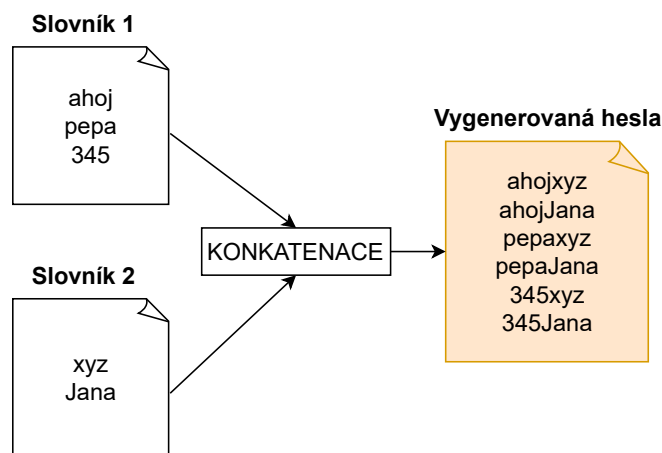 Slovník 1
ahoj
pepa
345
Slovník 2
xyz
Jana
KONKATENACE
Vygenerovaná hesla
ahojxyz
ahojJana
pepaxyz
pepaJana
345xyz
345Jana